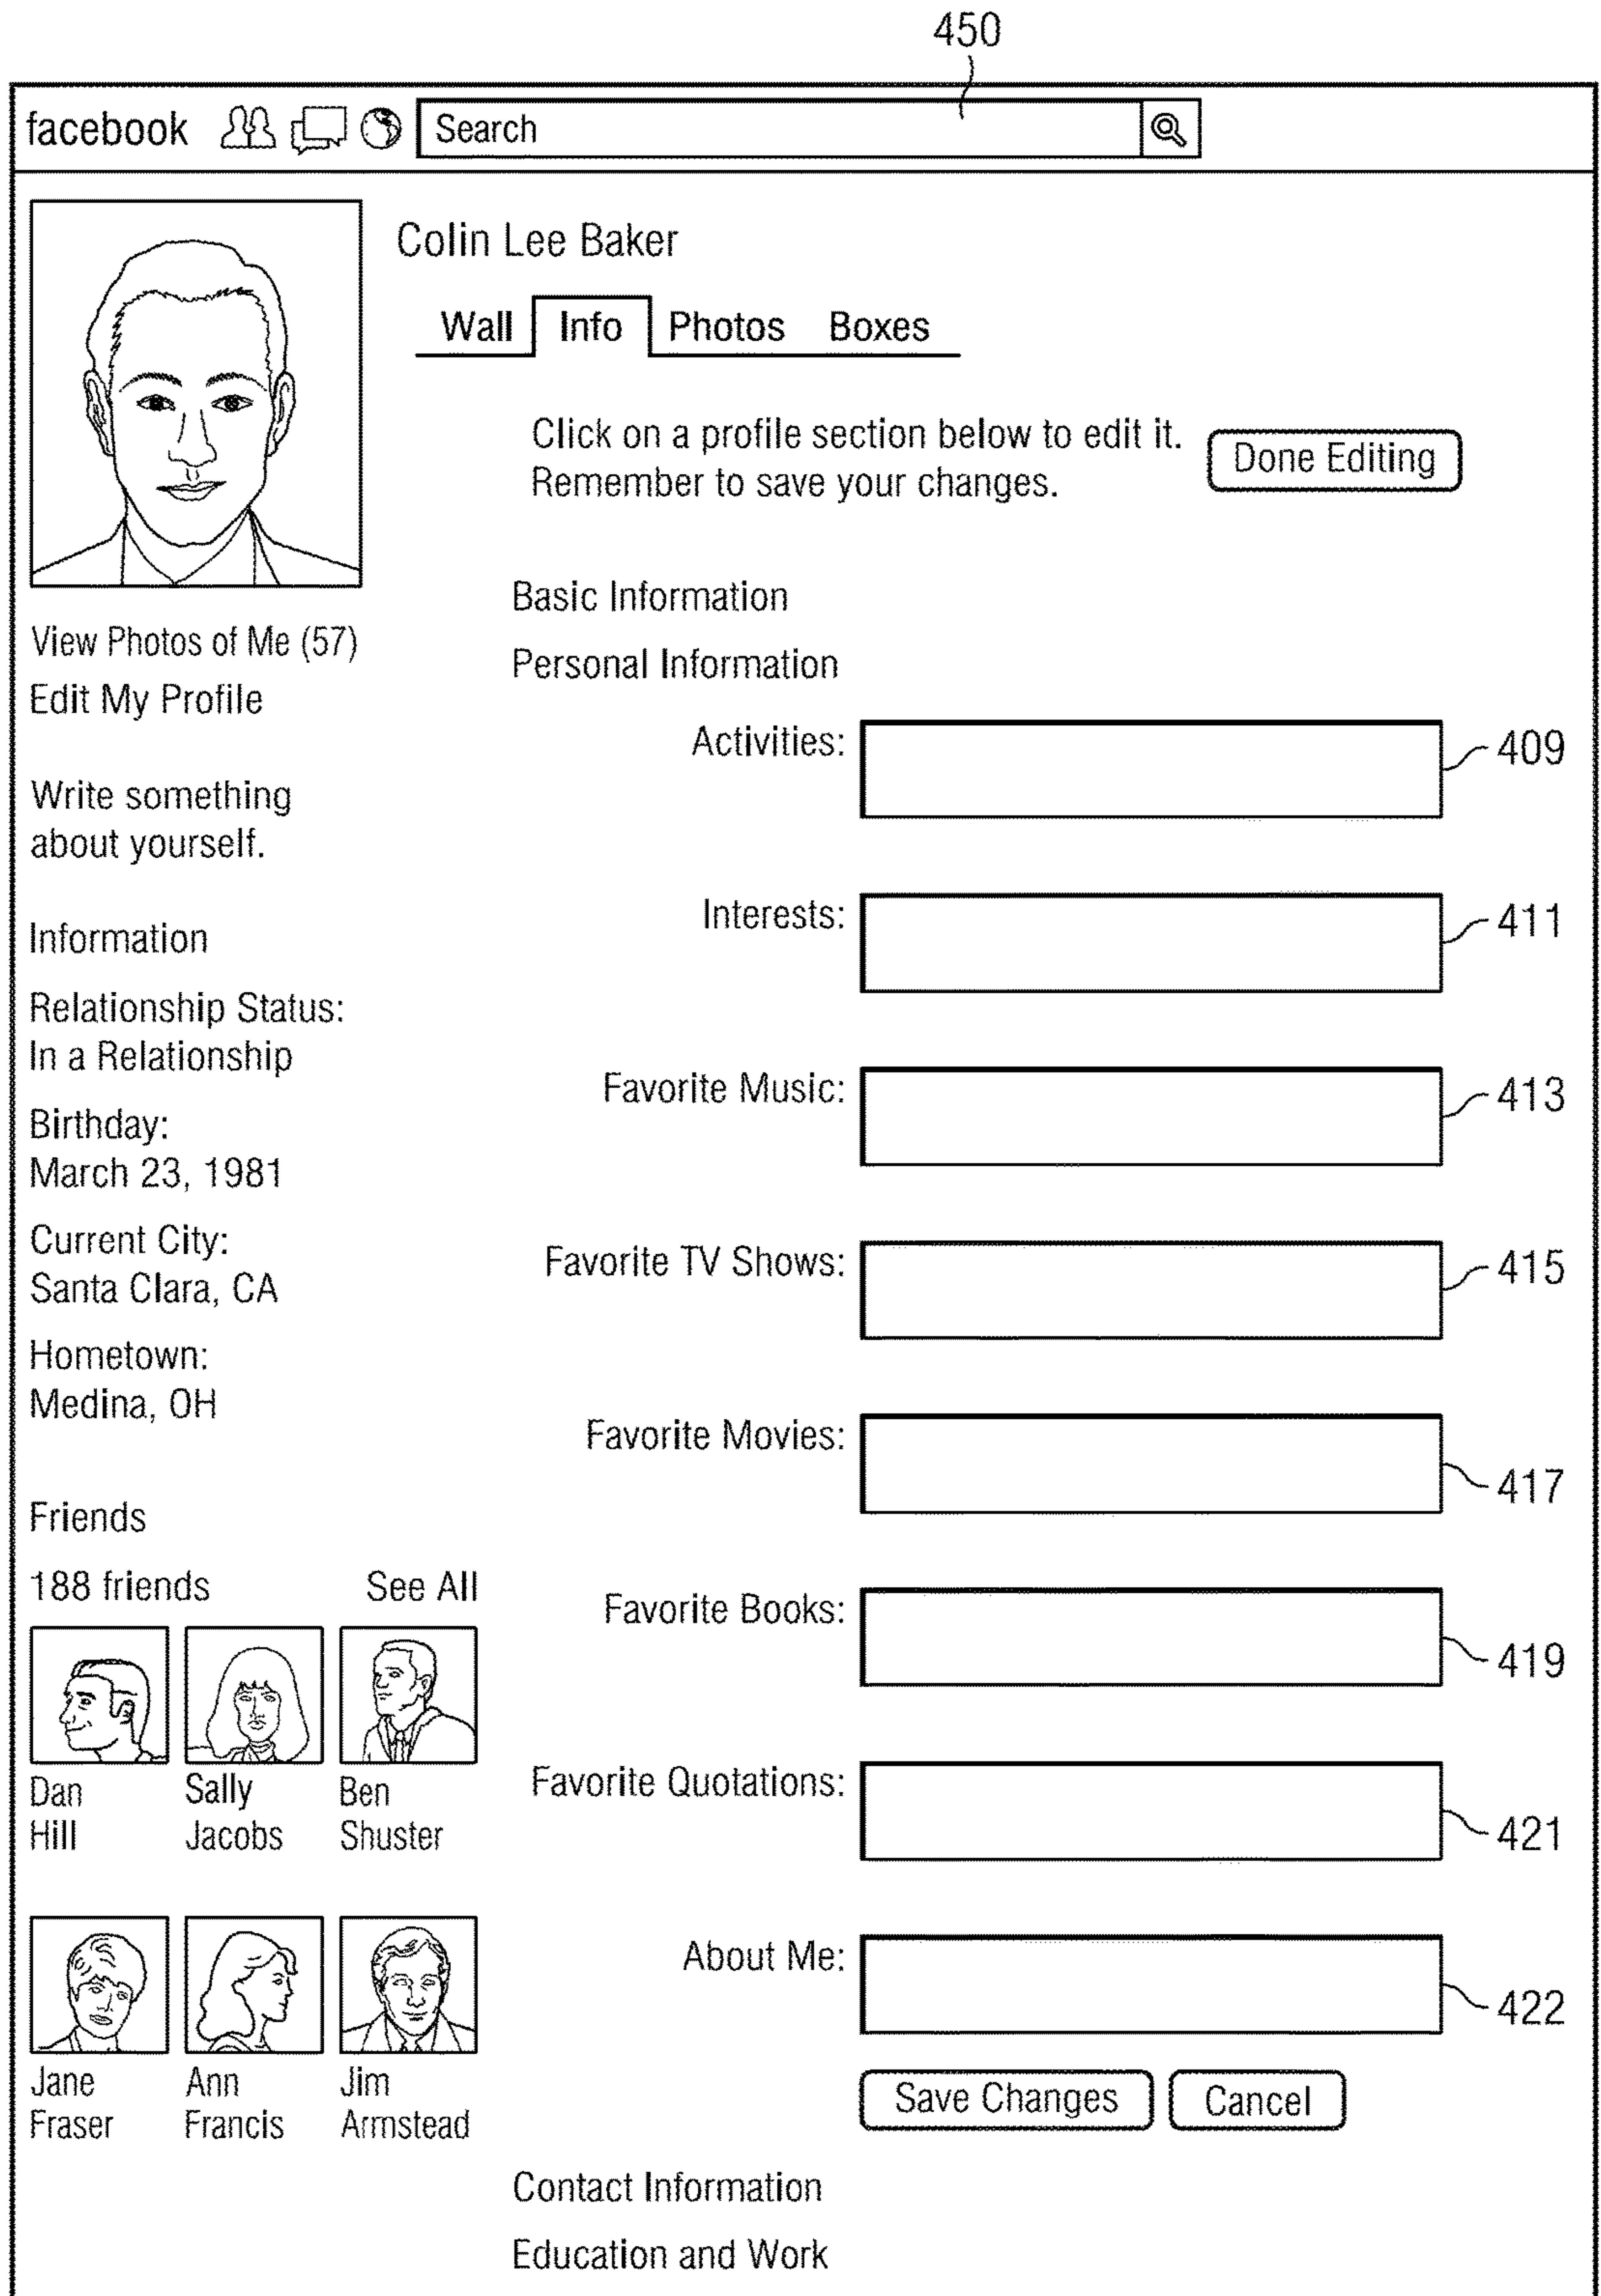 450
facebook
Search
Colin Lee Baker
Wall Info Photos Boxes
Click on a profile section below to edit it.
Remember to save your changes.
Done Editing
View Photos of Me (57)
Edit My Profile
Write something
about yourself.
Information
Relationship Status:
In a Relationship
Birthday:
March 23, 1981
Current City:
Santa Clara, CA
Hometown:
Medina, OH
Friends
188 friends See All
Dan
Hill
Sally
Jacobs
Ben
Shuster
Jane
Fraser
Ann
Francis
Jim
Armstead
Basic Information
Personal Information
Activities: 409
Interests: 411
Favorite Music: 413
Favorite TV Shows: 415
Favorite Movies: 417
Favorite Books: 419
Favorite Quotations: 421
About Me: 422
Save Changes Cancel
Contact Information
Education and Work